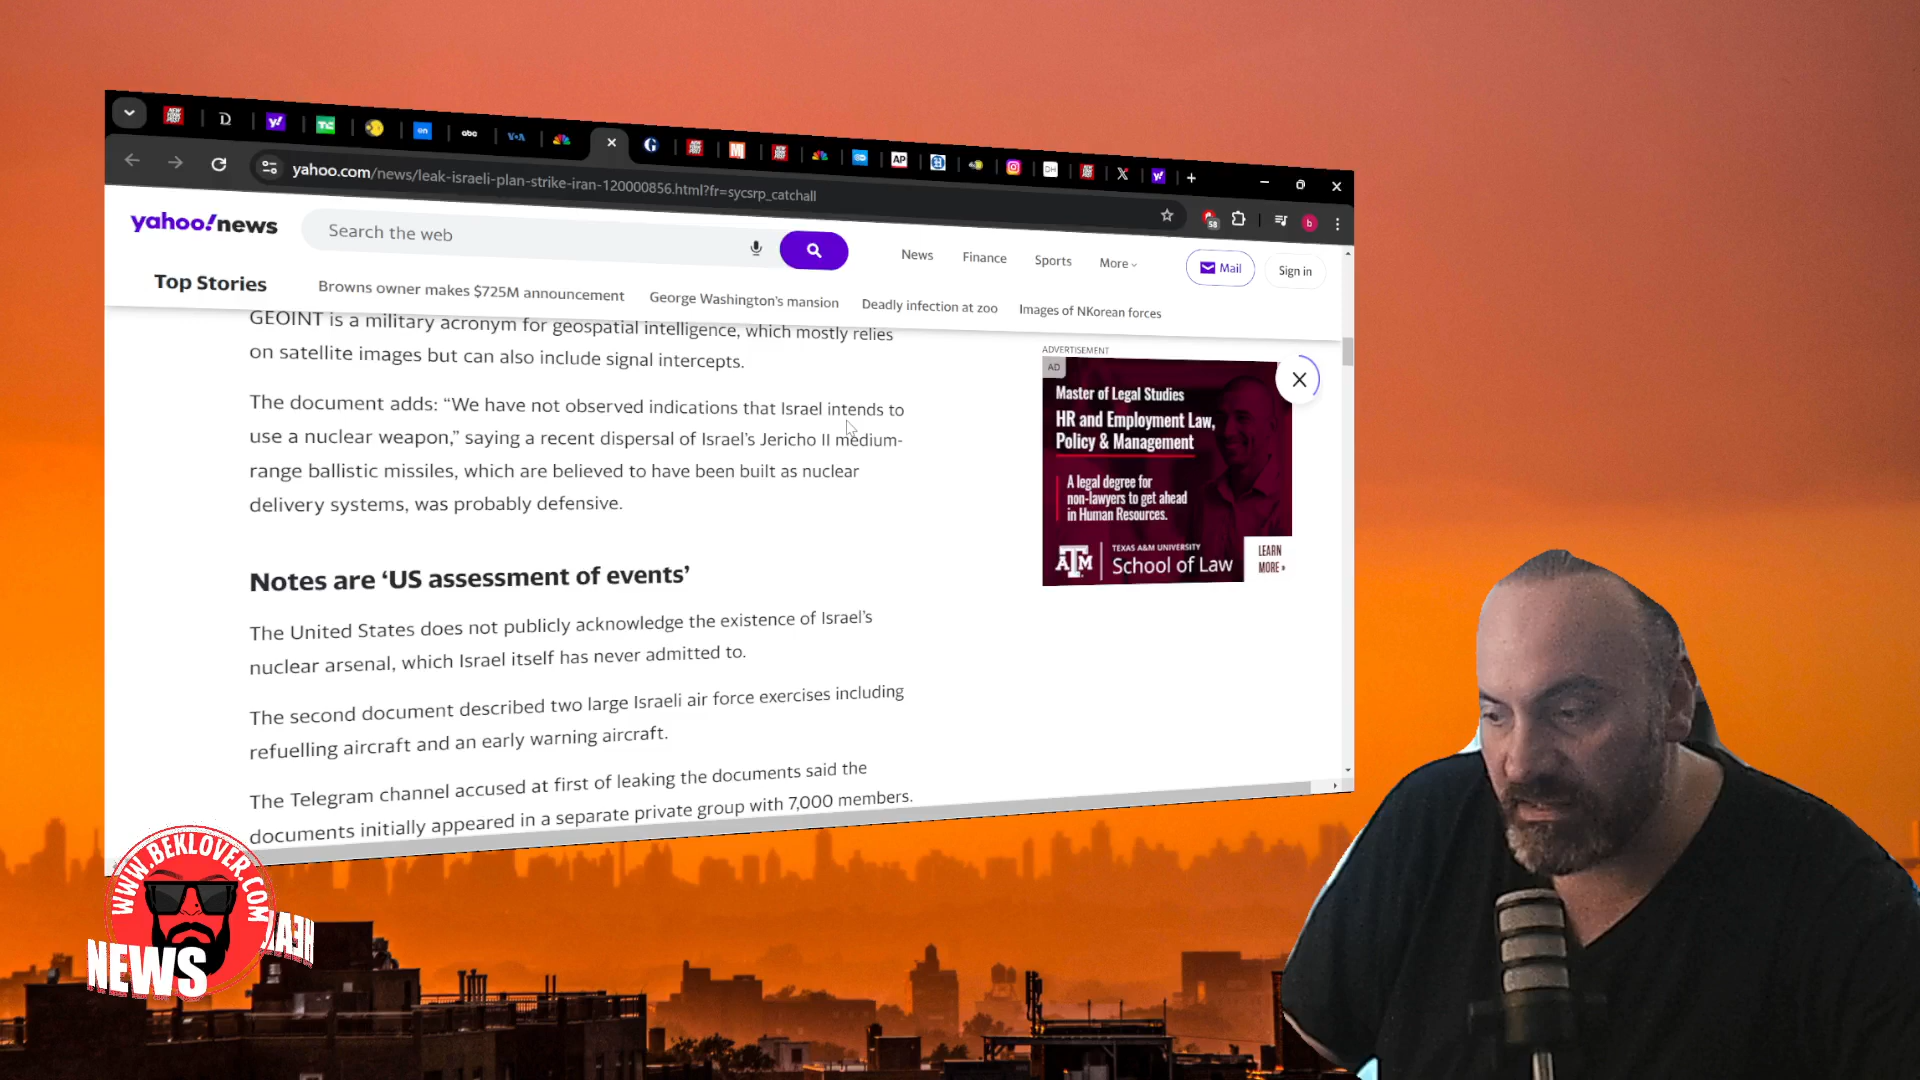 abc
VOA
AP
DH
yahoo.com/news/leak-israeli-plan-strike-iran-120000856.html?fr=sycsrp_catchall
58
b
yahoo!news
Search the web
News
Finance
Sports
More
Mail
Sign in
Top Stories
Browns owner makes $725M announcement
George Washington's mansion
Deadly infection at zoo
Images of NKorean forces
GEOINT is a military acronym for geospatial intelligence, which mostly relies
on satellite images but can also include signal intercepts.
The document adds: “We have not observed indications that Israel intends to
use a nuclear weapon,” saying a recent dispersal of Israel’s Jericho II medium-
range ballistic missiles, which are believed to have been built as nuclear
delivery systems, was probably defensive.
Notes are ‘US assessment of events’
The United States does not publicly acknowledge the existence of Israel’s
nuclear arsenal, which Israel itself has never admitted to.
The second document described two large Israeli air force exercises including
refuelling aircraft and an early warning aircraft.
The Telegram channel accused at first of leaking the documents said the
documents initially appeared in a separate private group with 7,000 members.
ADVERTISEMENT
AD
Master of Legal Studies
HR and Employment Law,
Policy & Management
A legal degree for
non-lawyers to get ahead
in Human Resources.
ATM
TEXAS A&M UNIVERSITY
School of Law
LEARN
MORE »
WWW.BEKLOVER.COM
NEWS